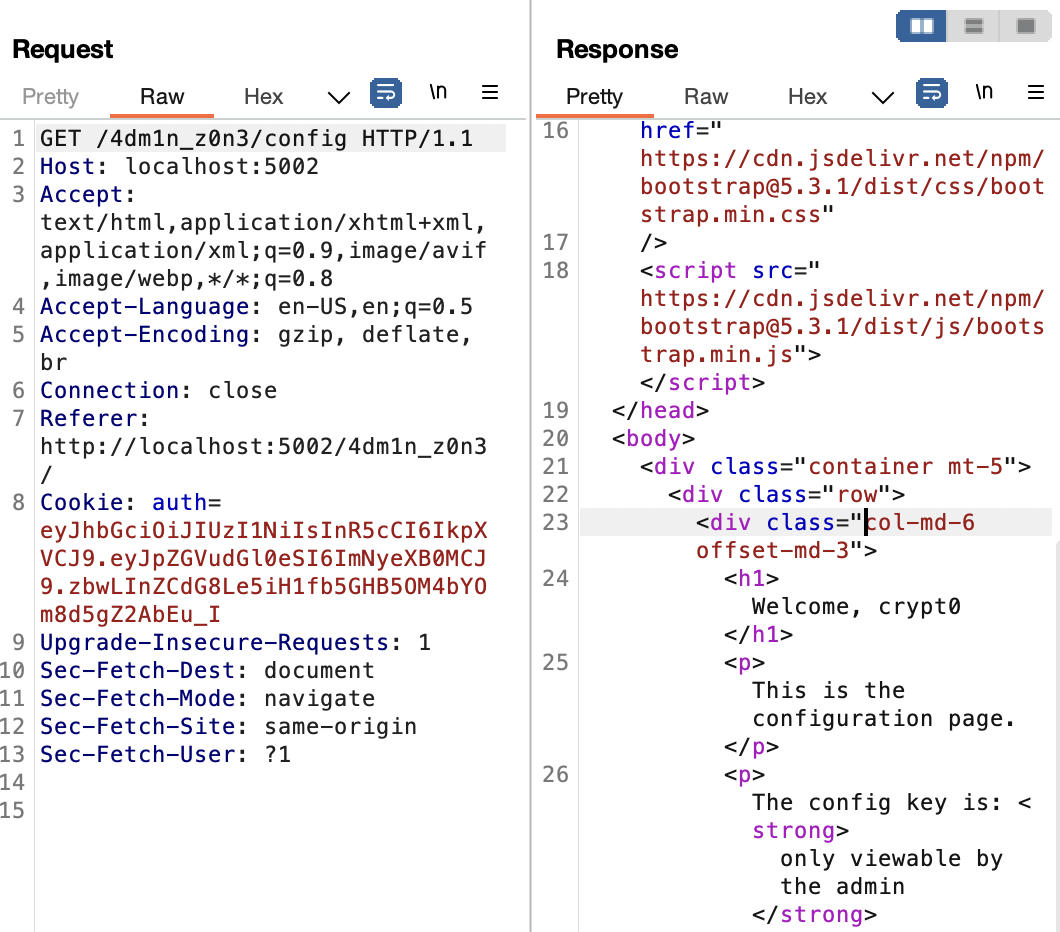 Request
Pretty Raw Hex \n
1 GET /4dm1n_z0n3/config HTTP/1.1
2 Host: localhost:5002
3 Accept:
text/html,application/xhtml+xml,
application/xml;q=0.9,image/avif
,image/webp,*/*;q=0.8
4 Accept-Language: en-US,en;q=0.5
5 Accept-Encoding: gzip, deflate,
br
6 Connection: close
7 Referer:
http://localhost:5002/4dm1n_z0n3
/
8 Cookie: auth=
eyJhbGciOiJIUzI1NiIsInR5cCI6IkpX
VCJ9.eyJpZGVudGl0eSI6ImNyeXB0MCJ
9.zbwLInZCdG8Le5iH1fb5GHB5OM4bYO
m8d5gZ2AbEu_I
9 Upgrade-Insecure-Requests: 1
10 Sec-Fetch-Dest: document
11 Sec-Fetch-Mode: navigate
12 Sec-Fetch-Site: same-origin
13 Sec-Fetch-User: ?1
14
15
Response
Pretty Raw Hex \n
16 href="
https://cdn.jsdelivr.net/npm/
bootstrap@5.3.1/dist/css/boot
strap.min.css"
17 />
18 <script src="
https://cdn.jsdelivr.net/npm/
bootstrap@5.3.1/dist/js/boots
trap.min.js">
</script>
19 </head>
20 <body>
21 <div class="container mt-5">
22 <div class="row">
23 <div class="col-md-6
offset-md-3">
24 <h1>
Welcome, crypt0
</h1>
25 <p>
This is the
configuration page.
</p>
26 <p>
The config key is: <
strong>
only viewable by
the admin
</strong>